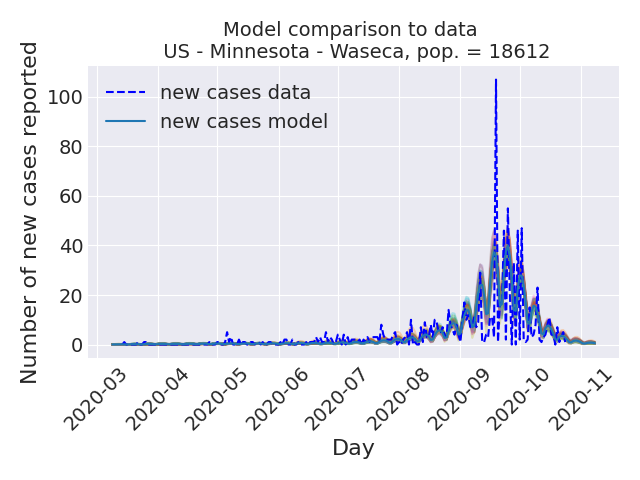 Model comparison to data
US - Minnesota - Waseca, pop. = 18612
new cases data
new cases model
Number of new cases reported
100
80
60
40
20
0
2020-03
2020-04
2020-05
2020-06
2020-07
2020-08
2020-09
2020-10
2020-11
Day